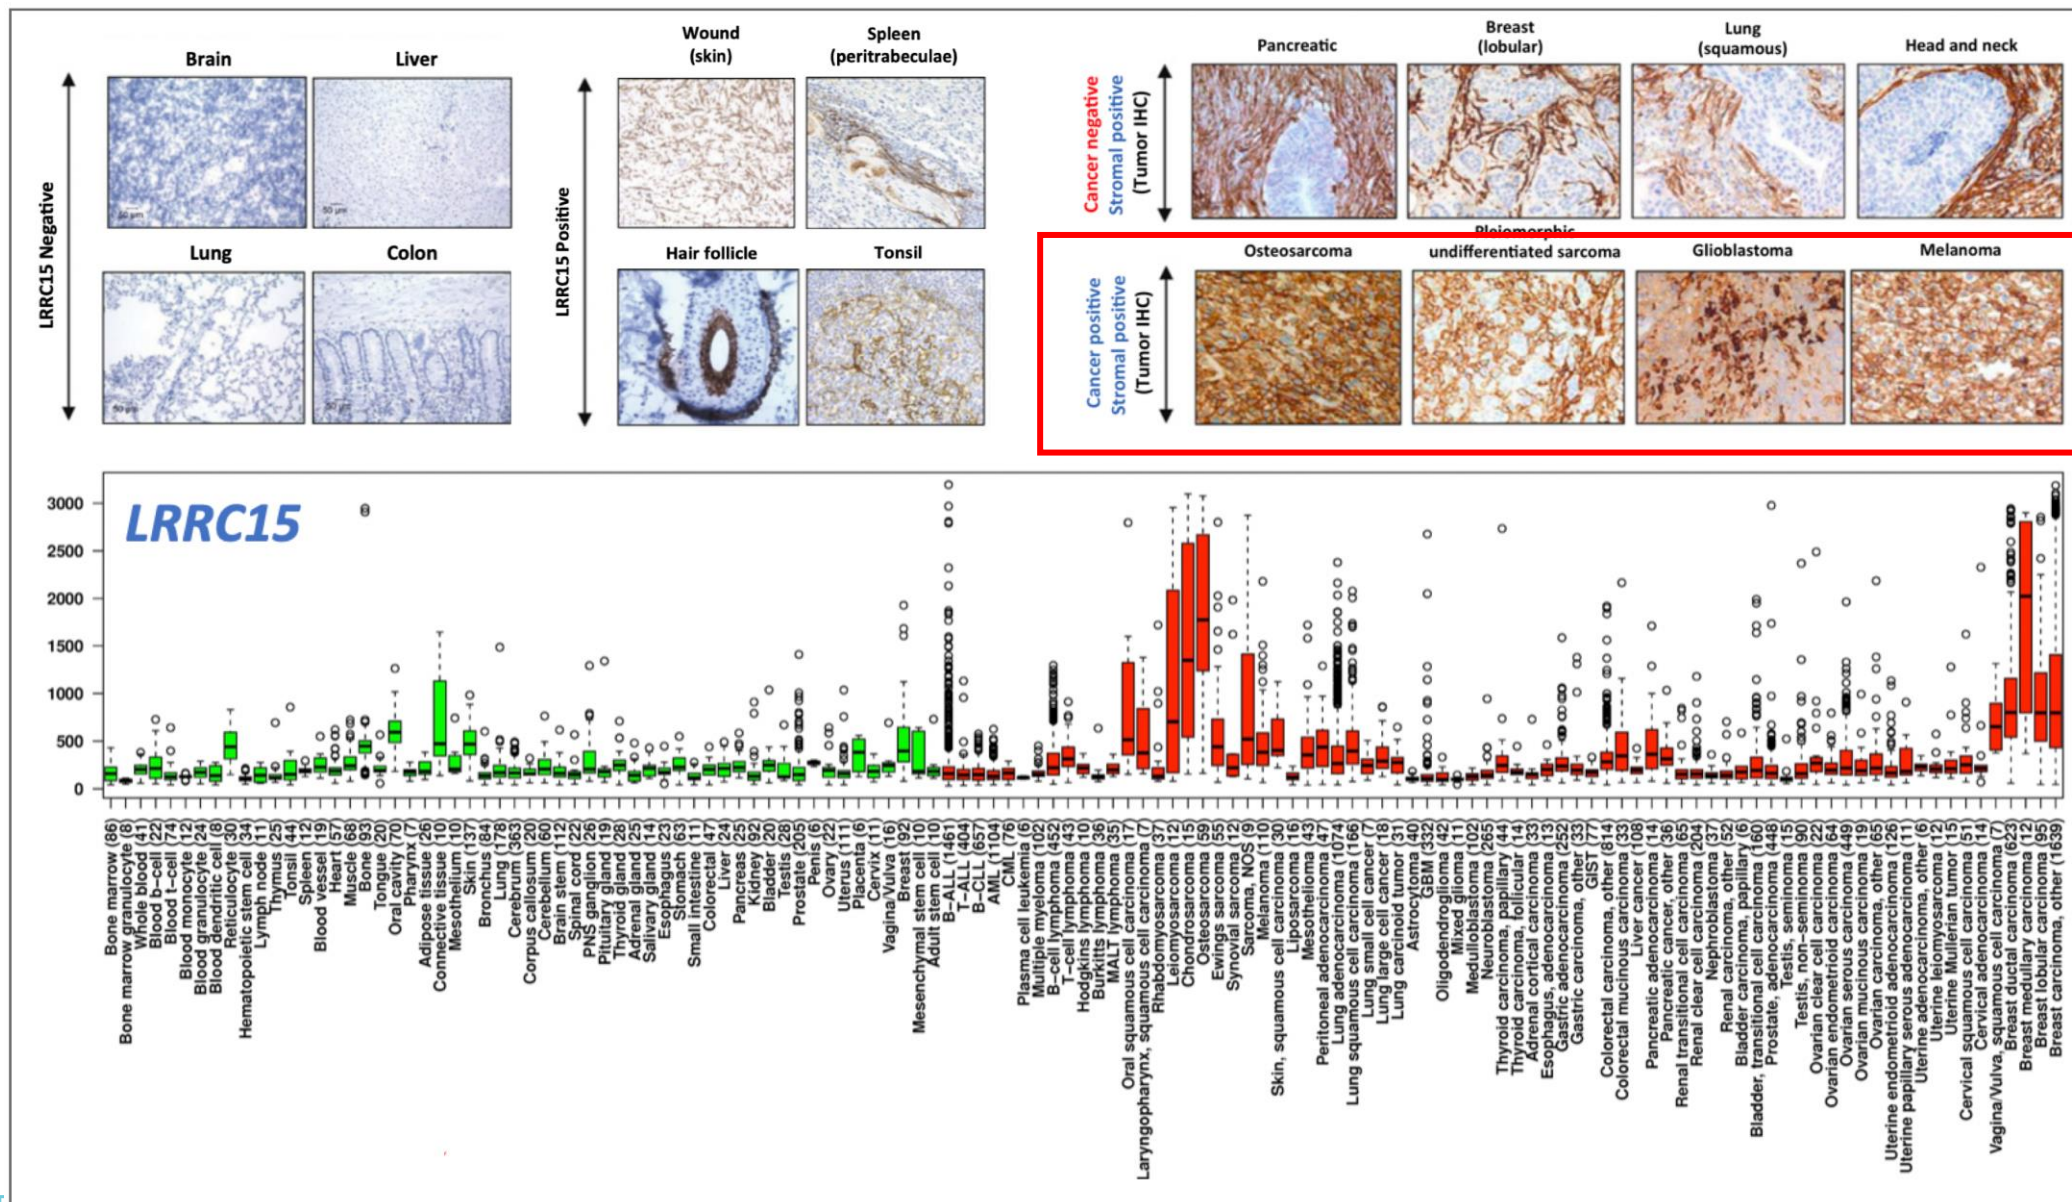 Brain
Liver
Lung
Colon
LRRC15 Negative
50 µm
50 µm
50 µm
50 µm
Wound
(skin)
Spleen
(peritrabeculae)
Hair follicle
Tonsil
LRRC15 Positive
Pancreatic
Breast
(lobular)
Lung
(squamous)
Head and neck
Cancer negative
Stromal positive
(Tumor IHC)
Osteosarcoma
Pleiomorphic
undifferentiated sarcoma
Glioblastoma
Melanoma
Cancer positive
Stromal positive
(Tumor IHC)
LRRC15
3000
2500
2000
1500
1000
500
0
Bone marrow (86)
Bone marrow granulocyte (8)
Whole blood (41)
Blood b-cell (22)
Blood t-cell (74)
Blood monocyte (12)
Blood granulocyte (24)
Blood dendritic cell (8)
Reticulocyte (30)
Hematopoietic stem cell (34)
Lymph node (11)
Thymus (25)
Tonsil (44)
Spleen (12)
Blood vessel (19)
Heart (57)
Muscle (68)
Bone (93)
Tongue (20)
Oral cavity (70)
Pharynx (7)
Adipose tissue (26)
Connective tissue (10)
Mesothelium (10)
Skin (137)
Bronchus (84)
Lung (178)
Cerebrum (363)
Corpus callosum (20)
Cerebellum (60)
Brain stem (112)
Spinal cord (22)
PNS ganglion (26)
Pituitary gland (19)
Thyroid gland (28)
Adrenal gland (25)
Salivary gland (14)
Esophagus (23)
Stomach (63)
Small intestine (11)
Colorectal (47)
Liver (24)
Pancreas (25)
Kidney (92)
Bladder (20)
Testis (28)
Prostate (205)
Penis (6)
Ovary (22)
Uterus (111)
Placenta (6)
Cervix (11)
Vagina/Vulva (16)
Breast (92)
Mesenchymal stem cell (10)
Adult stem cell (10)
B-ALL (1461)
T-ALL (404)
B-CLL (657)
AML (1104)
CML (76)
Plasma cell leukemia (6)
Multiple myeloma (102)
B-cell lymphoma (452)
T-cell lymphoma (43)
Hodgkins lymphoma (10)
Burkitts lymphoma (36)
MALT lymphoma (35)
Oral squamous cell carcinoma (17)
Laryngopharynx, squamous cell carcinoma (7)
Rhabdomyosarcoma (37)
Leiomyosarcoma (12)
Chondrosarcoma (15)
Osteosarcoma (59)
Ewings sarcoma (55)
Synovial sarcoma (12)
Sarcoma, NOS (9)
Melanoma (110)
Skin, squamous cell carcinoma (30)
Liposarcoma (16)
Mesothelioma (43)
Peritoneal adenocarcinoma (47)
Lung adenocarcinoma (1074)
Lung squamous cell carcinoma (166)
Lung small cell cancer (7)
Lung large cell cancer (18)
Lung carcinoid tumor (31)
Astrocytoma (40)
GBM (332)
Oligodendroglioma (42)
Mixed glioma (11)
Medulloblastoma (102)
Neuroblastoma (265)
Thyroid carcinoma, papillary (44)
Thyroid carcinoma, follicular (14)
Adrenal cortical carcinoma (33)
Esophagus, adenocarcinoma (13)
Gastric adenocarcinoma (252)
Gastric carcinoma, other (33)
GIST (77)
Colorectal carcinoma, other (814)
Colorectal mucinous carcinoma (33)
Liver cancer (108)
Pancreatic adenocarcinoma (14)
Pancreatic cancer, other (36)
Renal transitional cell carcinoma (65)
Renal clear cell carcinoma (204)
Nephroblastoma (37)
Renal carcinoma, other (52)
Bladder carcinoma, papillary (6)
Bladder, transitional cell carcinoma (160)
Prostate, adenocarcinoma (448)
Testis, seminoma (15)
Testis, non-seminoma (90)
Ovarian clear cell carcinoma (22)
Ovarian endometrioid carcinoma (64)
Ovarian serous carcinoma (449)
Ovarian mucinous carcinoma (19)
Ovarian carcinoma, other (65)
Uterine endometrioid adenocarcinoma (126)
Uterine papillary serous adenocarcinoma (11)
Uterine adenocarcinoma, other (6)
Uterine leiomyosarcoma (12)
Uterine Mullerian tumor (15)
Cervical squamous cell carcinoma (51)
Cervical adenocarcinoma (14)
Vagina/Vulva, squamous cell carcinoma (7)
Breast ductal carcinoma (623)
Breast medullary carcinoma (12)
Breast lobular carcinoma (95)
Breast carcinoma, other (1639)